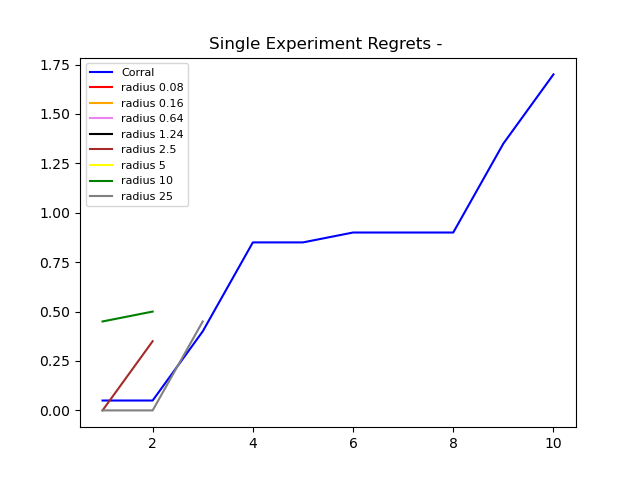 Single Experiment Regrets -
1.75
1.50
1.25
1.00
0.75
0.50
0.25
0.00
Corral
radius 0.08
radius 0.16
radius 0.64
radius 1.24
radius 2.5
radius 5
radius 10
radius 25
2 4 6 8 10